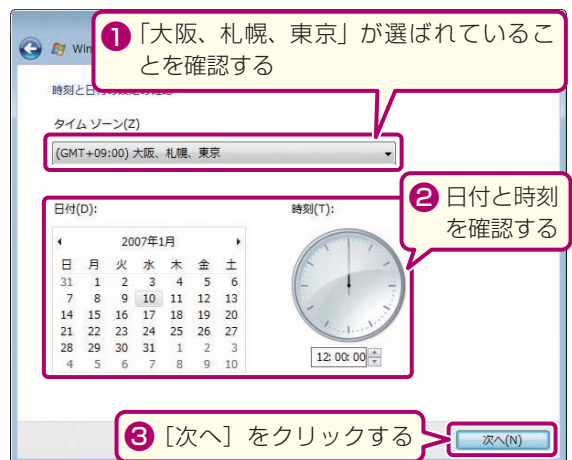 ❶「大阪、札幌、東京」が選ばれているこ
とを確認する
Win
時刻と日付の設定の確認
タイム ゾーン(Z)
(GMT+09:00) 大阪、札幌、東京
日付(D):
時刻(T):
❷ 日付と時刻
を確認する
2007年1月
日 月 火 水 木 金 土
31 1 2 3 4 5 6
7 8 9 10 11 12 13
14 15 16 17 18 19 20
21 22 23 24 25 26 27
28 29 30 31 1 2 3
4 5 6 7 8 9 10
12: 00: 00
❸［次へ］をクリックする
次へ(N)